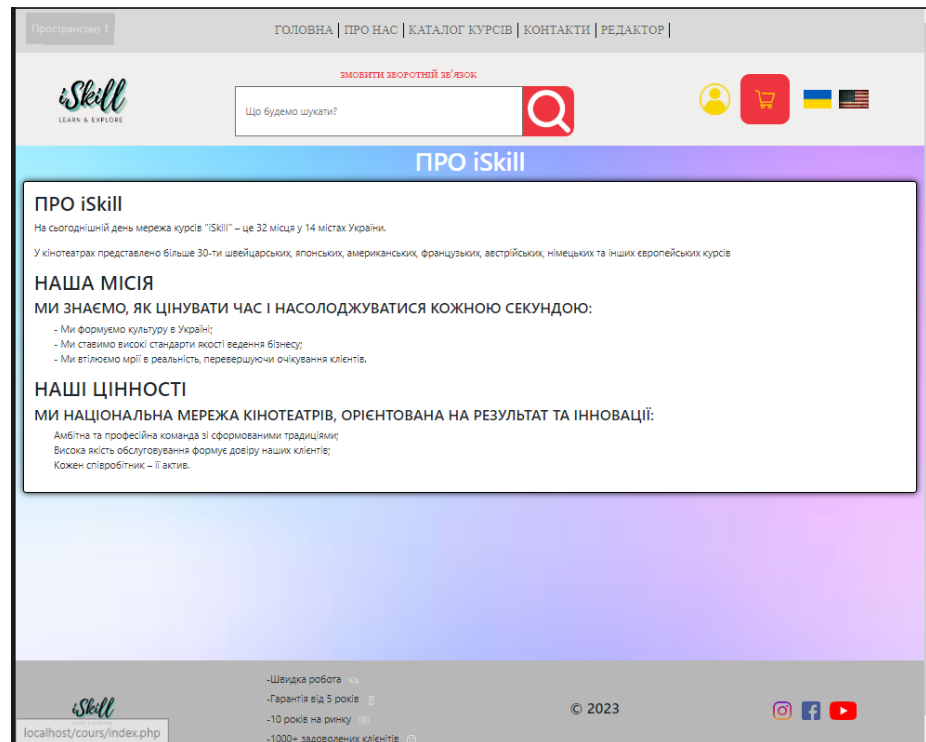 Пространство 1
ГОЛОВНА | ПРО НАС | КАТАЛОГ КУРСІВ | КОНТАКТИ | РЕДАКТОР |
змовити зворотній зв'язок
iSkill
LEARN & EXPLORE
Що будемо шукати?
ПРО iSkill
ПРО iSkill
На сьогоднішній день мережа курсів "iSkill" – це 32 місця у 14 містах України.
У кінотеатрах представлено більше 30-ти швейцарських, японських, американських, французьких, австрійських, німецьких та інших європейських курсів
НАША МІСІЯ
МИ ЗНАЄМО, ЯК ЦІНУВАТИ ЧАС І НАСОЛОДЖУВАТИСЯ КОЖНОЮ СЕКУНДОЮ:
- Ми формуємо культуру в Україні;
- Ми ставимо високі стандарти якості ведення бізнесу;
- Ми втілюємо мрії в реальність, перевершуючи очікування клієнтів.
НАШІ ЦІННОСТІ
МИ НАЦІОНАЛЬНА МЕРЕЖА КІНОТЕАТРІВ, ОРІЄНТОВАНА НА РЕЗУЛЬТАТ ТА ІННОВАЦІЇ:
Амбітна та професійна команда зі сформованими традиціями;
Висока якість обслуговування формує довіру наших клієнтів;
Кожен співробітник – її актив.
-Швидка робота
-Гарантія від 5 років
-10 років на ринку
-1000+ задоволених клієнтів
iSkill
© 2023
localhost/cours/index.php